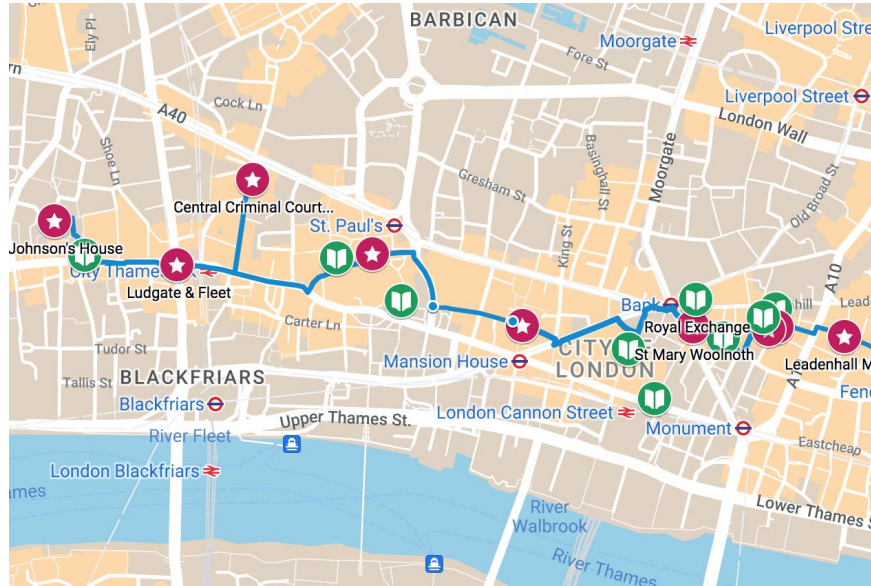 BARBICAN
Ely Pl
Moorgate
Liverpool Stre
Fore St
Cock Ln
A40
Liverpool Street
London Wall
Shoe Ln
Basinghall St
Moorgate
Gresham St
Old Broad St
Central Criminal Court...
St. Paul's
King St
A10
Johnson's House
City Thame
Ludgate & Fleet
Bank
hill
Leade
Royal Exchange
Carter Ln
Tudor St
Mansion House
CITY
LONDON
St Mary Woolnoth
Leadenhall M
Tallis St
BLACKFRIARS
Fenc
Blackfriars
Upper Thames St.
London Cannon Street
Monument
River Fleet
Eastcheap
London Blackfriars
Thames
River
Walbrook
Lower Thames S
River Thames